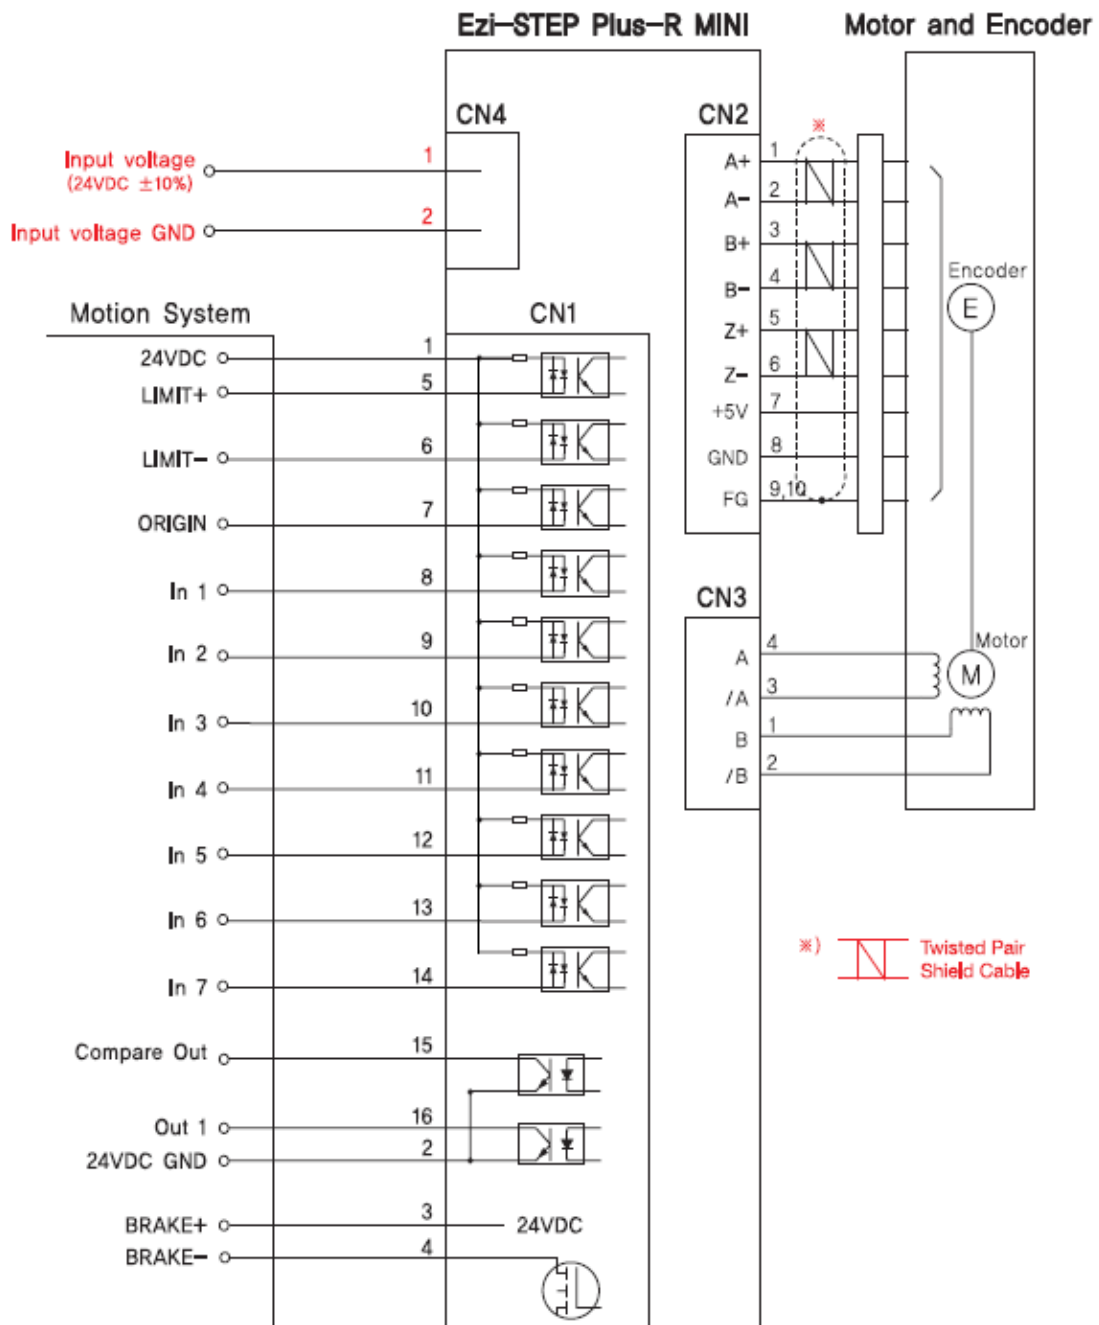 Ezi-STEP Plus-R MINI
Motor and Encoder
CN4
Input voltage
(24VDC ±10%)
1
Input voltage GND
2
CN2
※
A+ 1
A- 2
B+ 3
B- 4
Z+ 5
Z- 6
+5V 7
GND 8
FG 9,10
Encoder
E
Motion System
CN1
24VDC 1
LIMIT+ 5
LIMIT- 6
ORIGIN 7
In 1 8
In 2 9
In 3 10
In 4 11
In 5 12
In 6 13
In 7 14
Compare Out 15
Out 1 16
24VDC GND 2
BRAKE+ 3 24VDC
BRAKE- 4
CN3
A 4
/A 3
B 1
/B 2
Motor
M
※) Twisted Pair
Shield Cable